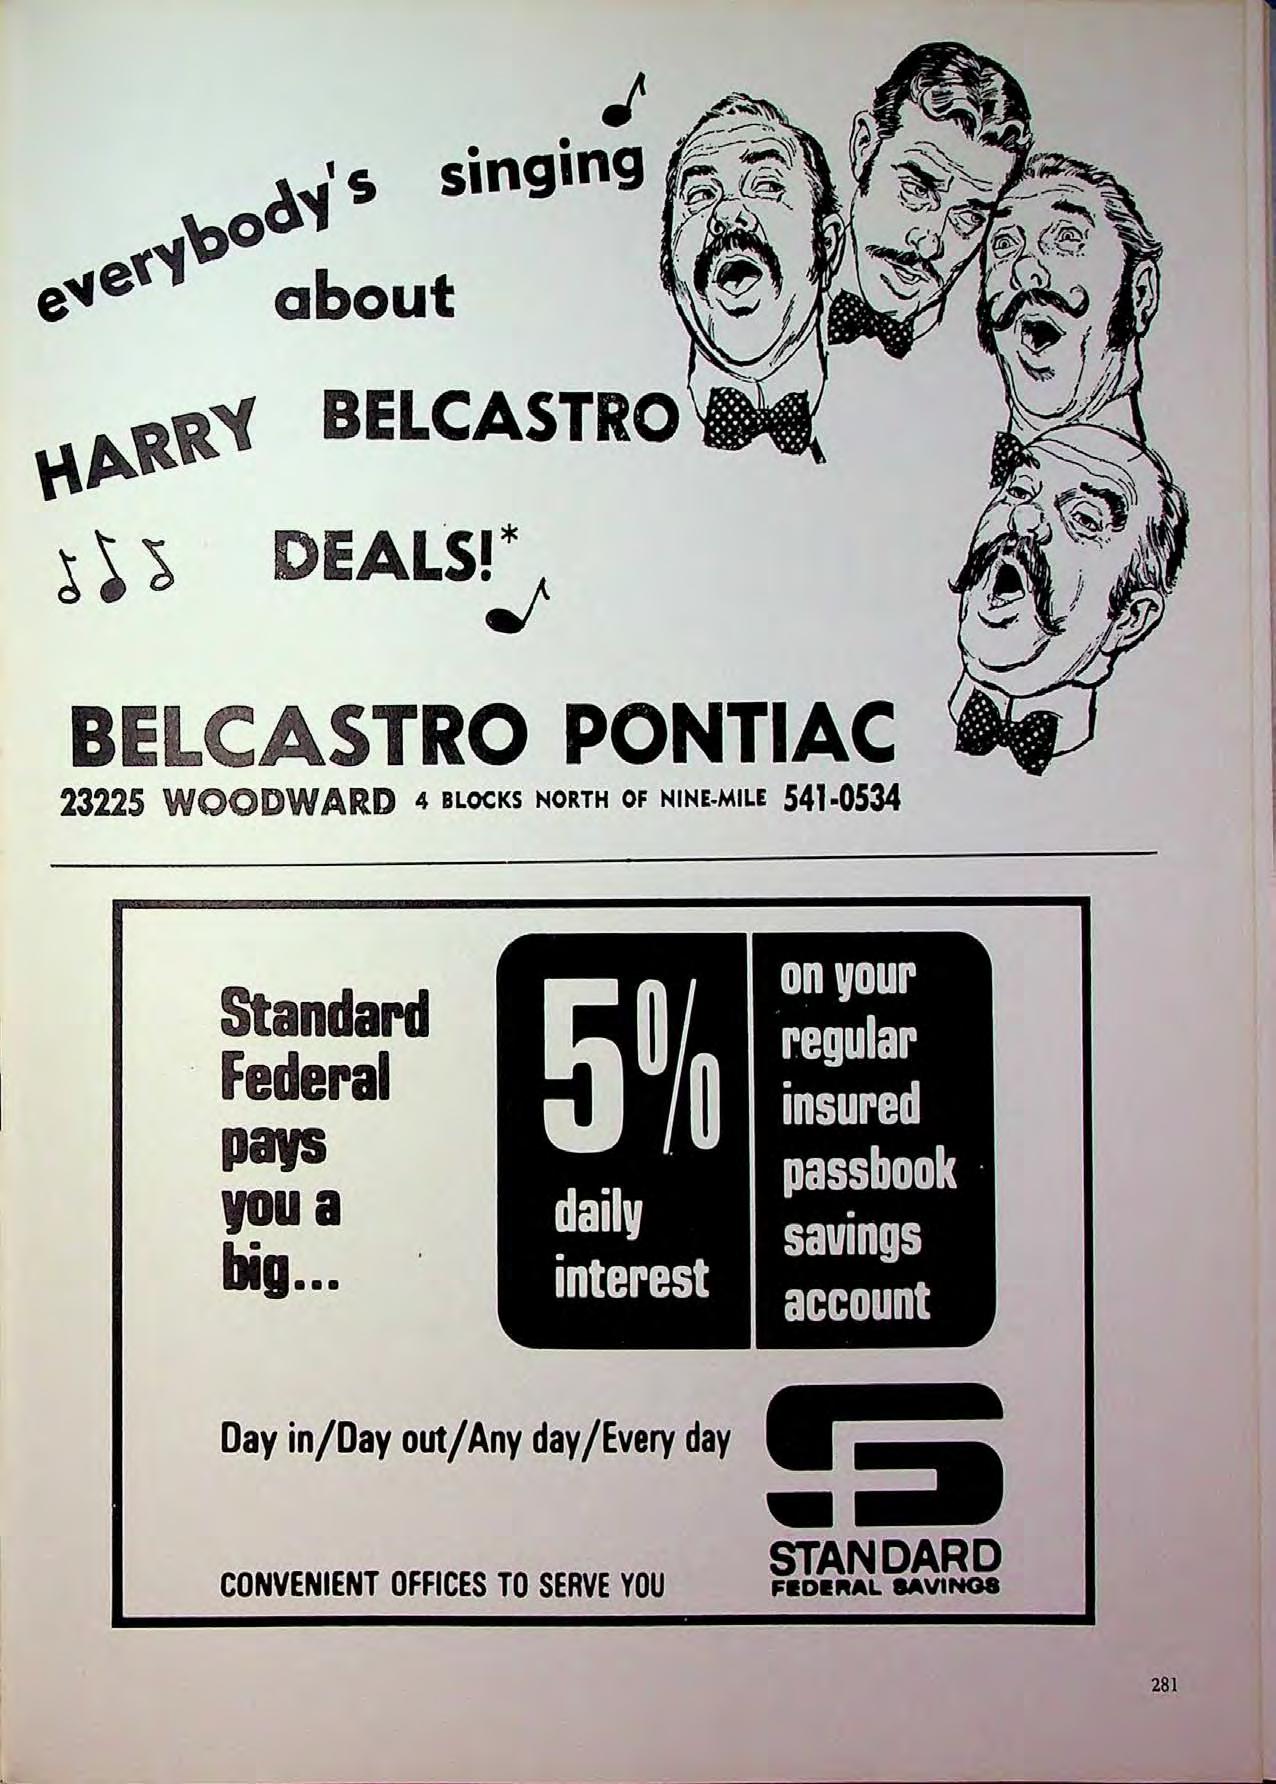 everybody's singing
about
HARRY BELCASTRO
DEALS!*
BELCASTRO PONTIAC
23225 WOODWARD 4 BLOCKS NORTH OF NINE-MILE 541-0534
Standard
Federal
pays
you a
big...
5%
daily
interest
on your
regular
insured
passbook
savings
account
Day in/Day out/Any day/Every day
CONVENIENT OFFICES TO SERVE YOU
STANDARD
FEDERAL SAVINGS
281